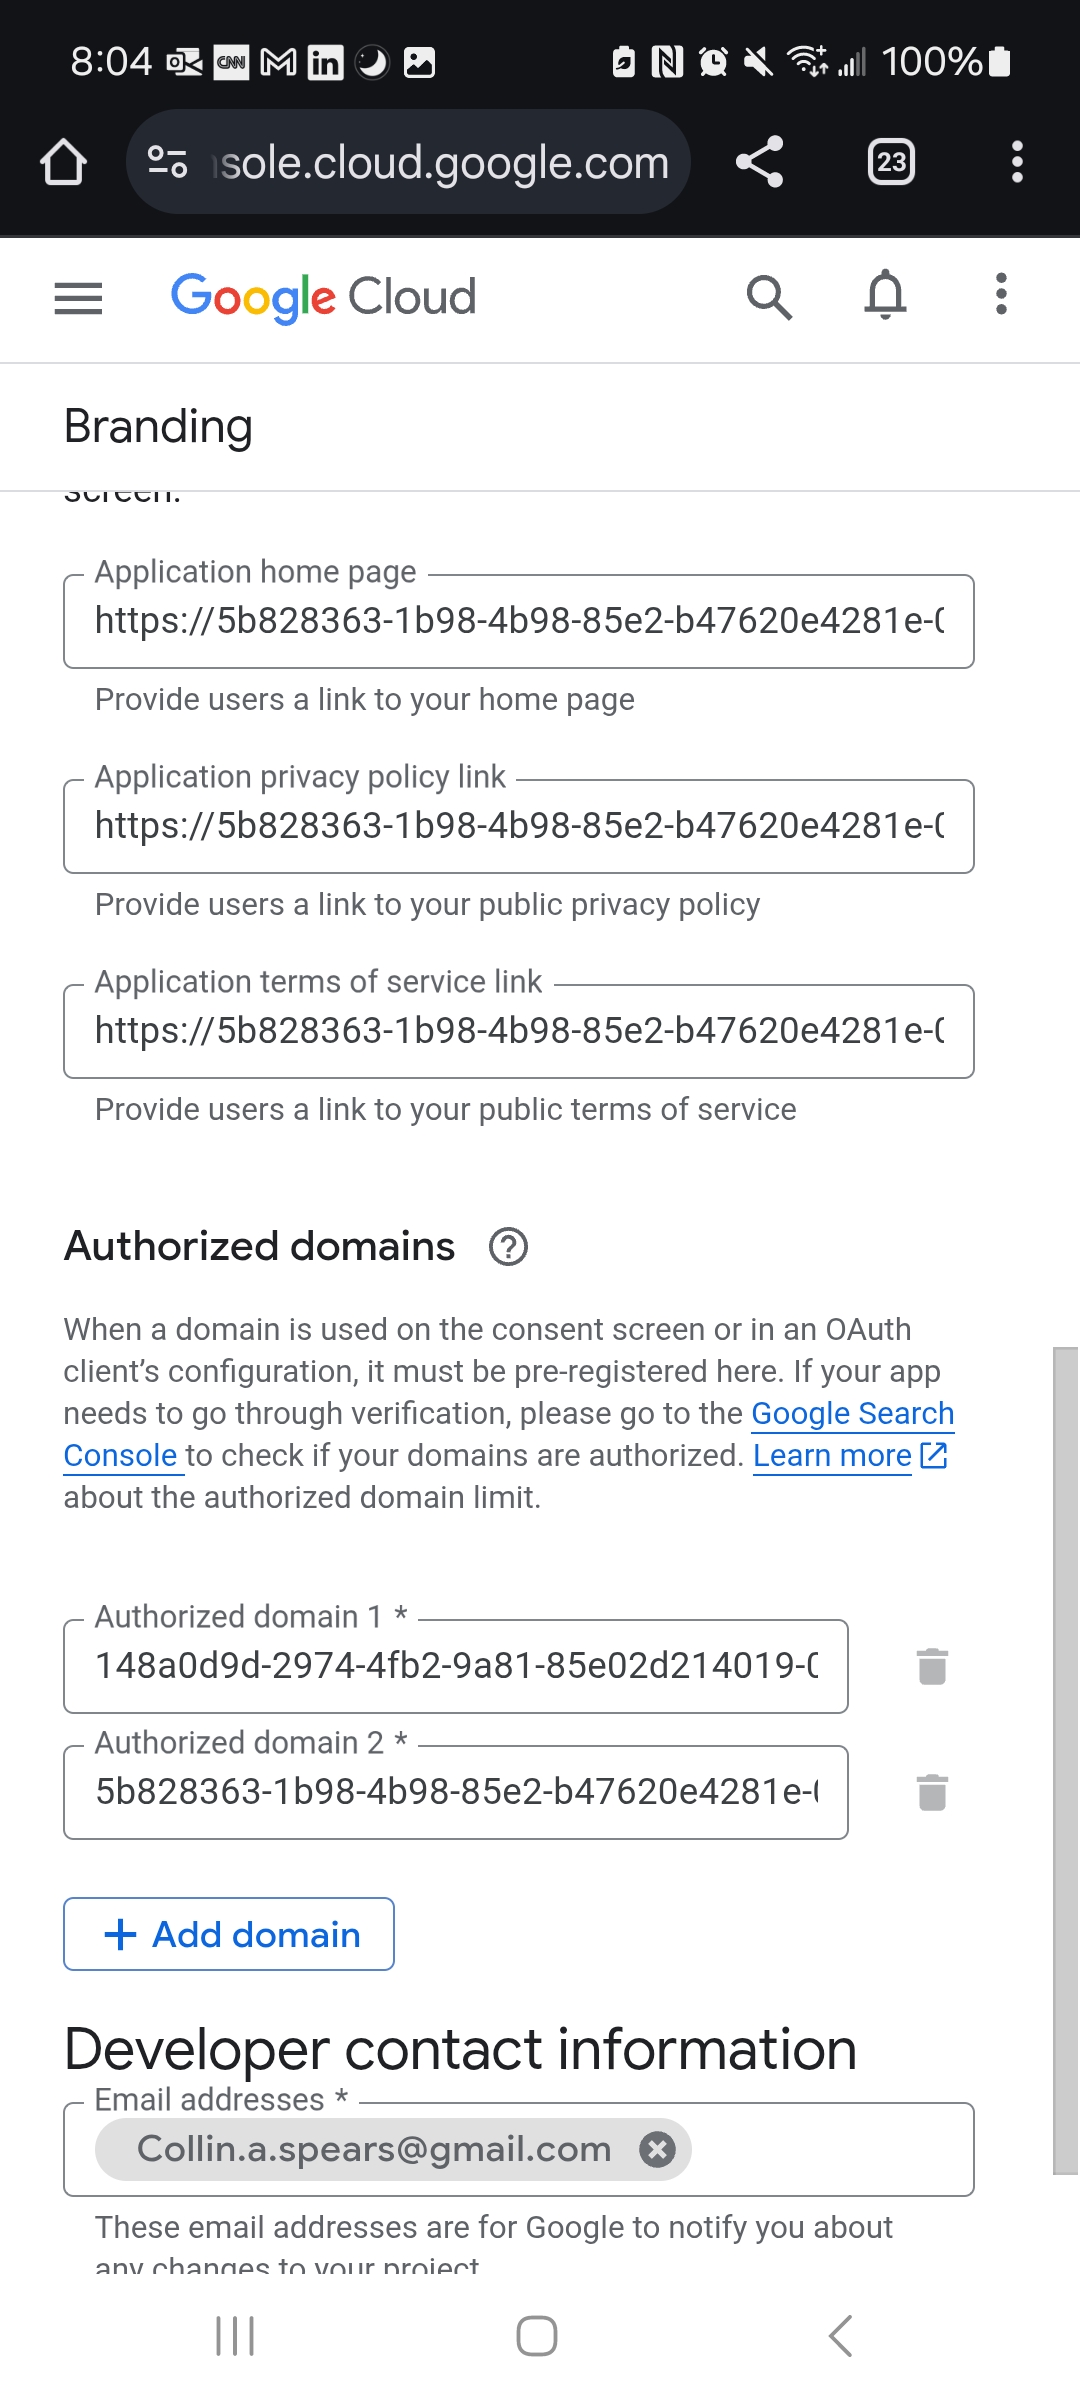 8:04
CNN
100%
sole.cloud.google.com
23
Google Cloud
Branding
screen.
Application home page
https://5b828363-1b98-4b98-85e2-b47620e4281e-0
Provide users a link to your home page
Application privacy policy link
https://5b828363-1b98-4b98-85e2-b47620e4281e-0
Provide users a link to your public privacy policy
Application terms of service link
https://5b828363-1b98-4b98-85e2-b47620e4281e-0
Provide users a link to your public terms of service
Authorized domains
When a domain is used on the consent screen or in an OAuth
client’s configuration, it must be pre-registered here. If your app
needs to go through verification, please go to the Google Search
Console to check if your domains are authorized. Learn more
about the authorized domain limit.
Authorized domain 1 *
148a0d9d-2974-4fb2-9a81-85e02d214019-0
Authorized domain 2 *
5b828363-1b98-4b98-85e2-b47620e4281e-0
+ Add domain
Developer contact information
Email addresses *
Collin.a.spears@gmail.com
These email addresses are for Google to notify you about
any changes to your project